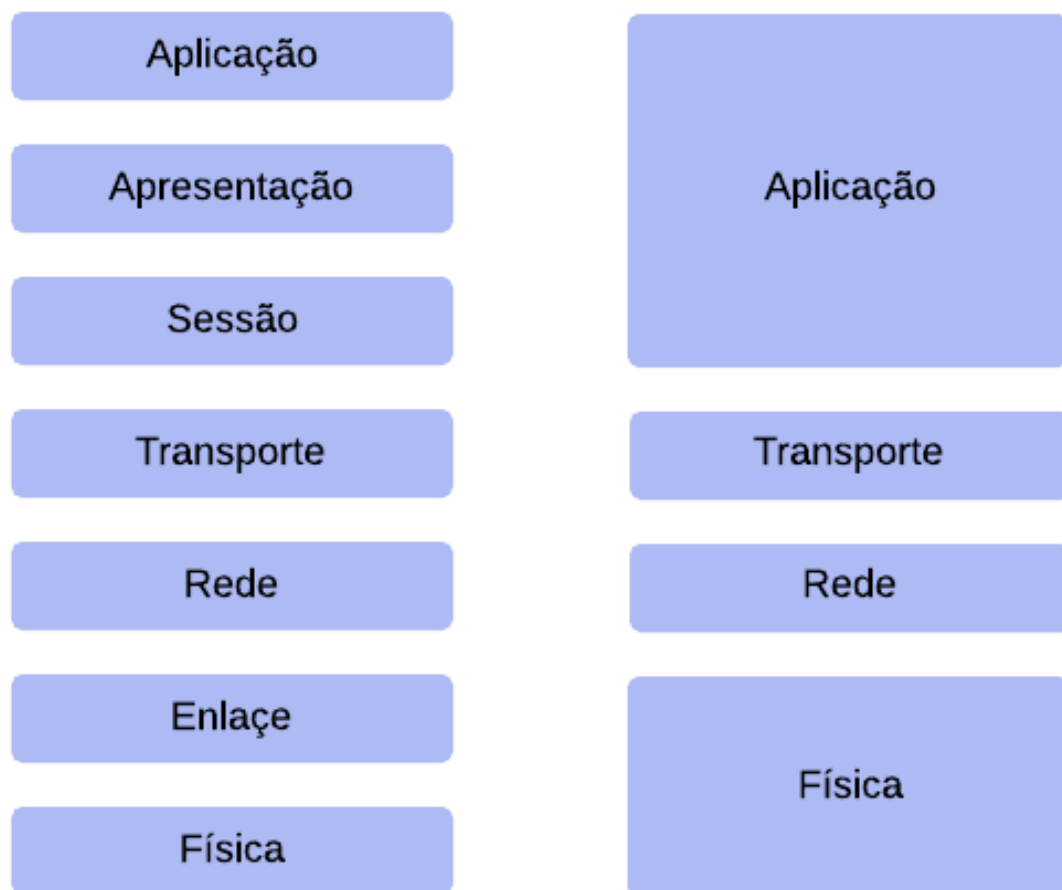 Aplicação
Apresentação
Sessão
Transporte
Rede
Enlaçe
Física
Aplicação
Transporte
Rede
Física